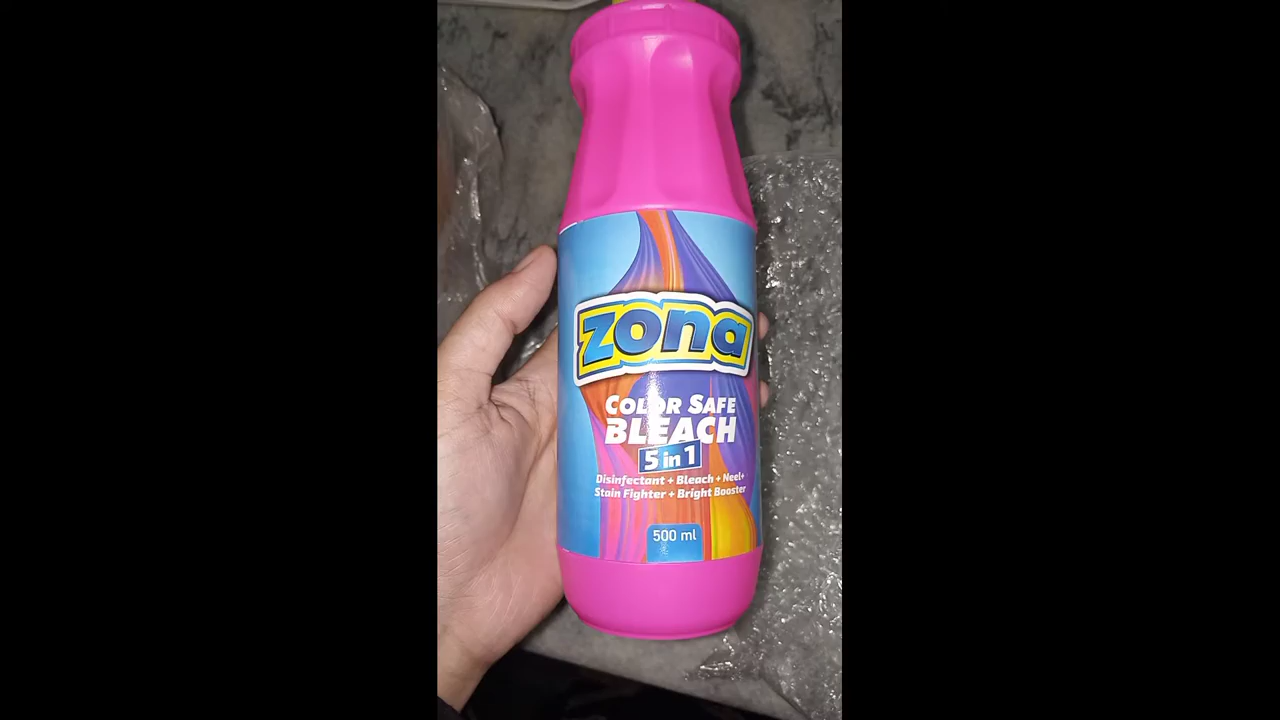 zona
COLOR SAFE
BLEACH
5 in 1
Disinfectant + Bleach + Neel+
Stain Fighter + Bright Booster
500 ml